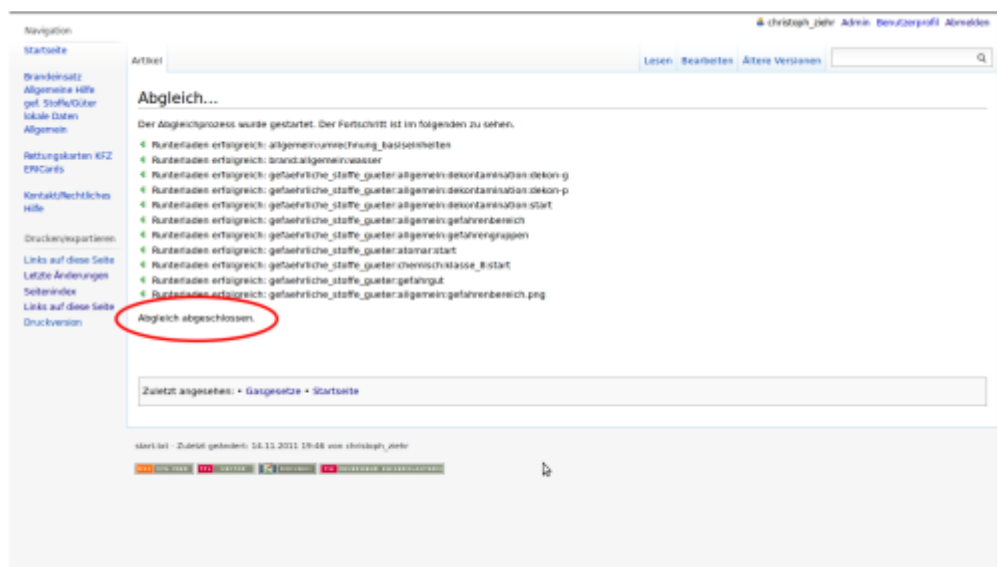 christoph_ziehr Admin Benutzerprofil Abmelden
Navigation
Startseite
Brandeinsatz
Allgemeine Hilfe
gef. Stoffe/Güter
lokale Daten
Allgemein
Rettungskarten KFZ
ERICards
Kontakt/Rechtliches
Hilfe
Drucken/exportieren
Links auf diese Seite
Letzte Änderungen
Seitenindex
Links auf diese Seite
Druckversion
Artikel
Lesen Bearbeiten Ältere Versionen
Abgleich...
Der Abgleichprozess wurde gestartet. Der Fortschritt ist im folgenden zu sehen.
Runterladen erfolgreich: allgemein:umrechnung_basiseinheiten
Runterladen erfolgreich: brand:allgemein:wasser
Runterladen erfolgreich: gefaehrliche_stoffe_gueter:allgemein:dekontamination:dekon-g
Runterladen erfolgreich: gefaehrliche_stoffe_gueter:allgemein:dekontamination:dekon-p
Runterladen erfolgreich: gefaehrliche_stoffe_gueter:allgemein:dekontamination:start
Runterladen erfolgreich: gefaehrliche_stoffe_gueter:allgemein:gefahrenbereich
Runterladen erfolgreich: gefaehrliche_stoffe_gueter:allgemein:gefahrengruppen
Runterladen erfolgreich: gefaehrliche_stoffe_gueter:atomar:start
Runterladen erfolgreich: gefaehrliche_stoffe_gueter:chemisch:klasse_8:start
Runterladen erfolgreich: gefaehrliche_stoffe_gueter:gefahrgut
Runterladen erfolgreich: gefaehrliche_stoffe_gueter:allgemein:gefahrenbereich.png
Abgleich abgeschlossen.
Zuletzt angesehen: • Gasgesetze • Startseite
start.txt · Zuletzt geändert: 14.11.2011 19:46 von christoph_ziehr